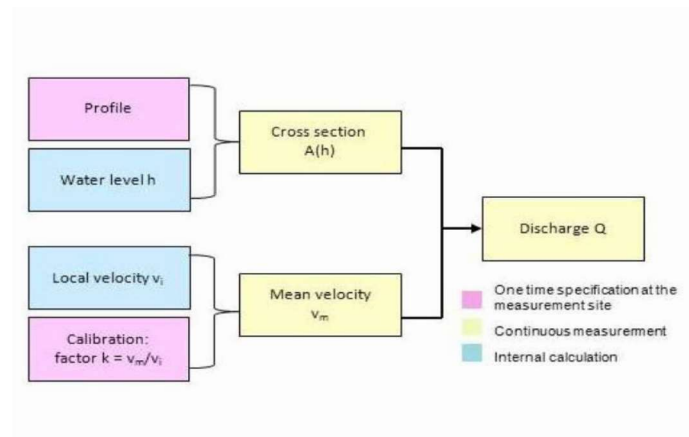 Profile
Water level h
Cross section
A(h)
Local velocity vᵢ
Calibration:
factor k = vₘ/vᵢ
Mean velocity
vₘ
Discharge Q
One time specification at the
measurement site
Continuous measurement
Internal calculation